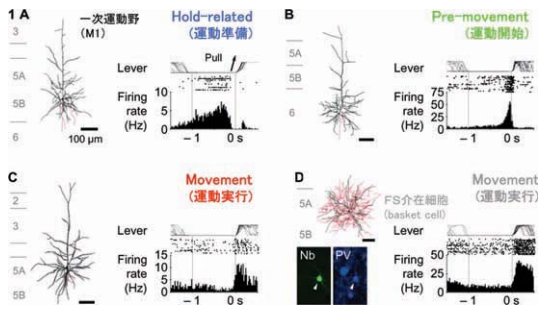 1 A
一次運動野
(M1)
Hold-related
(運動準備)
3
5A
5B
6
100 μm
Pull
Lever
Firing
rate
(Hz)
10
5
0
– 1
0 s
B
Pre-movement
(運動開始)
5A
5B
6
Lever
Firing
rate
(Hz)
75
50
25
0
– 1
0 s
C
Movement
(運動実行)
2
3
5A
5B
Lever
Firing
rate
(Hz)
15
10
5
0
– 1
0 s
D
Movement
(運動実行)
5A
5B
FS介在細胞
(basket cell)
Nb
PV
Lever
Firing
rate
(Hz)
50
25
0
– 1
0 s